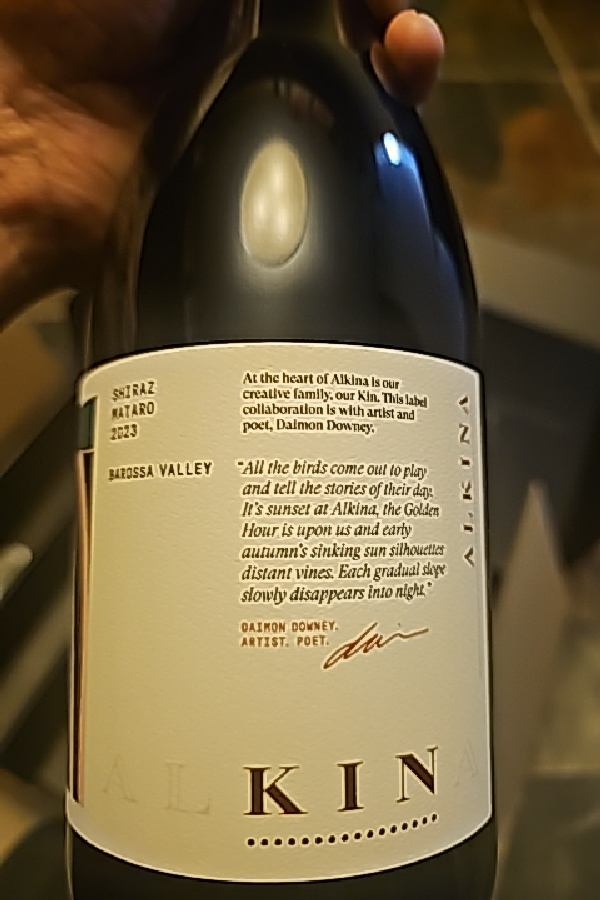 SHIRAZ
MATARO
2023
BAROSSA VALLEY
At the heart of Alkina is our
creative family, our Kin. This label
collaboration is with artist and
poet, Daimon Downey.
"All the birds come out to play
and tell the stories of their day.
It's sunset at Alkina, the Golden
Hour is upon us and early
autumn's sinking sun silhouettes
distant vines. Each gradual slope
slowly disappears into night."
DAIMON DOWNEY.
ARTIST. POET.
ALKINA
ALKINA